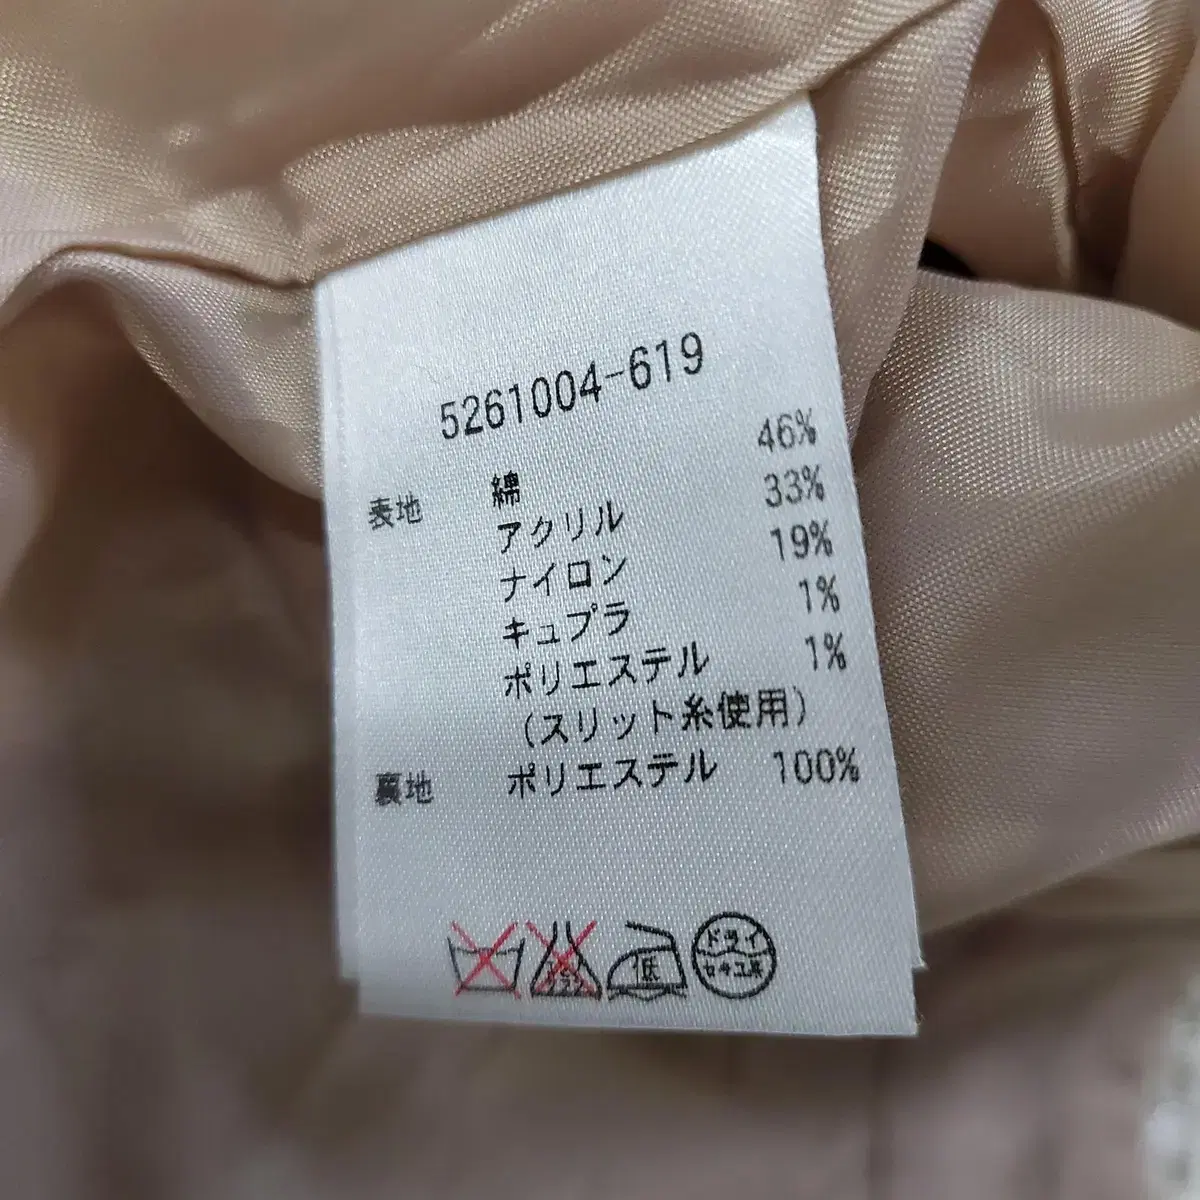 5261004-619
表地 綿 46%
アクリル 33%
ナイロン 19%
キュプラ 1%
ポリエステル 1%
(スリット糸使用)
裏地 ポリエステル 100%
低
ドライ
セキユ系